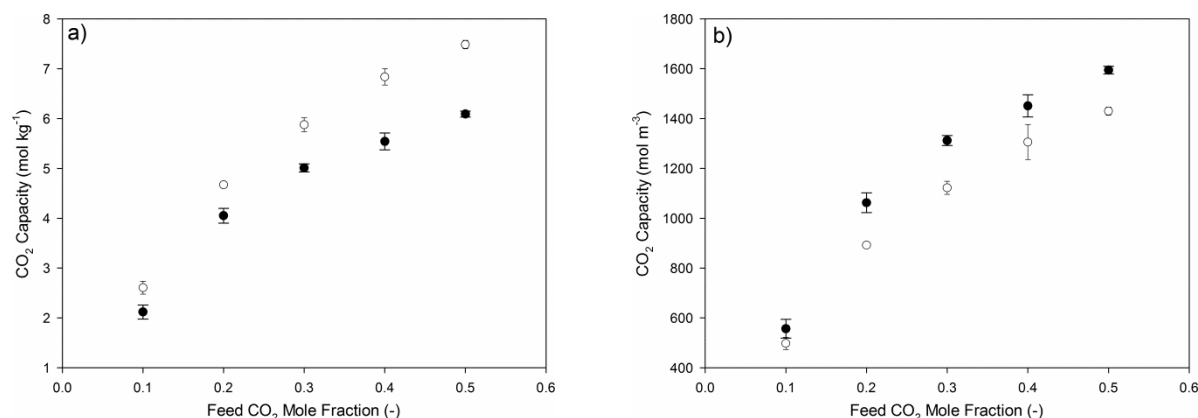 a)
8
7
6
5
4
3
2
1
CO₂ Capacity (mol kg⁻¹)
0.0 0.1 0.2 0.3 0.4 0.5 0.6
Feed CO₂ Mole Fraction (-)
b)
1800
1600
1400
1200
1000
800
600
400
CO₂ Capacity (mol m⁻³)
0.0 0.1 0.2 0.3 0.4 0.5 0.6
Feed CO₂ Mole Fraction (-)